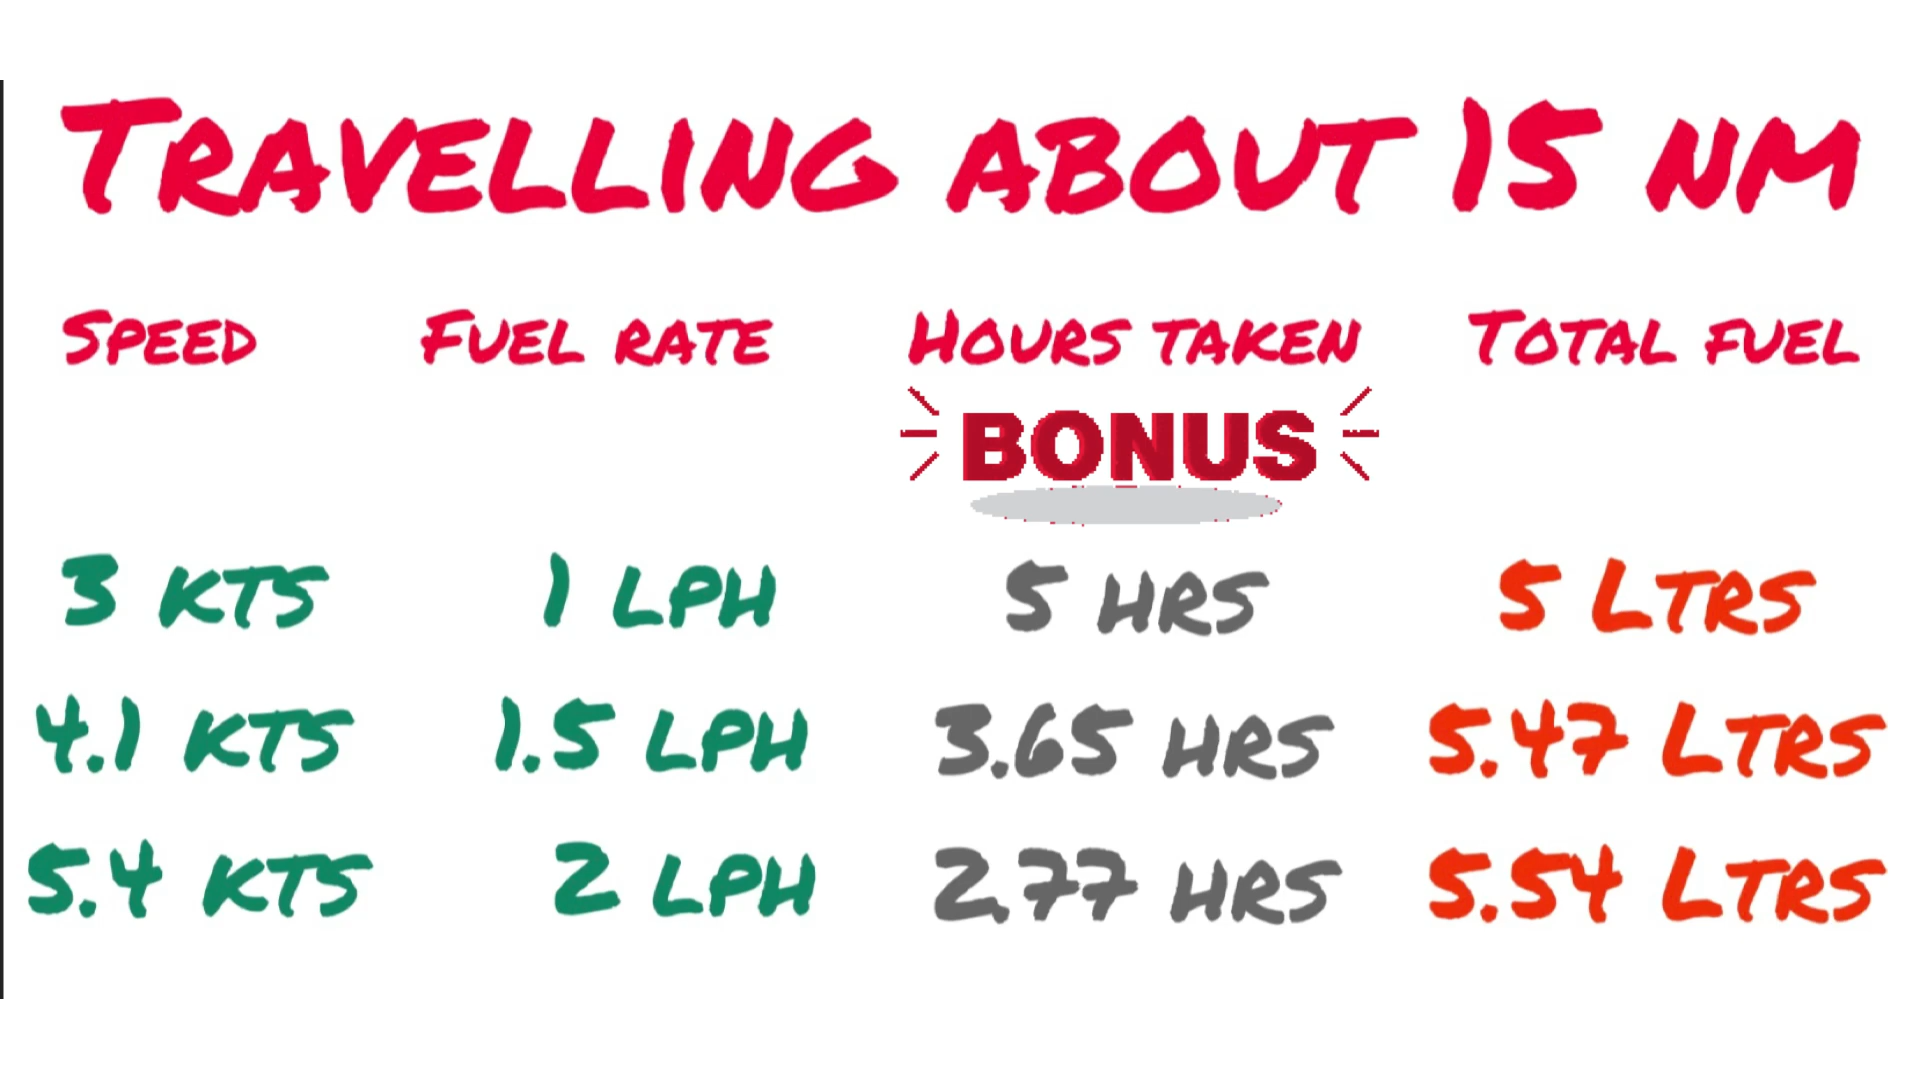 TRAVELLING ABOUT 15 NM
SPEED FUEL RATE HOURS TAKEN TOTAL FUEL
BONUS
3 KTS 1 LPH 5 HRS 5 LTRS
4.1 KTS 1.5 LPH 3.65 HRS 5.47 LTRS
5.4 KTS 2 LPH 2.77 HRS 5.54 LTRS